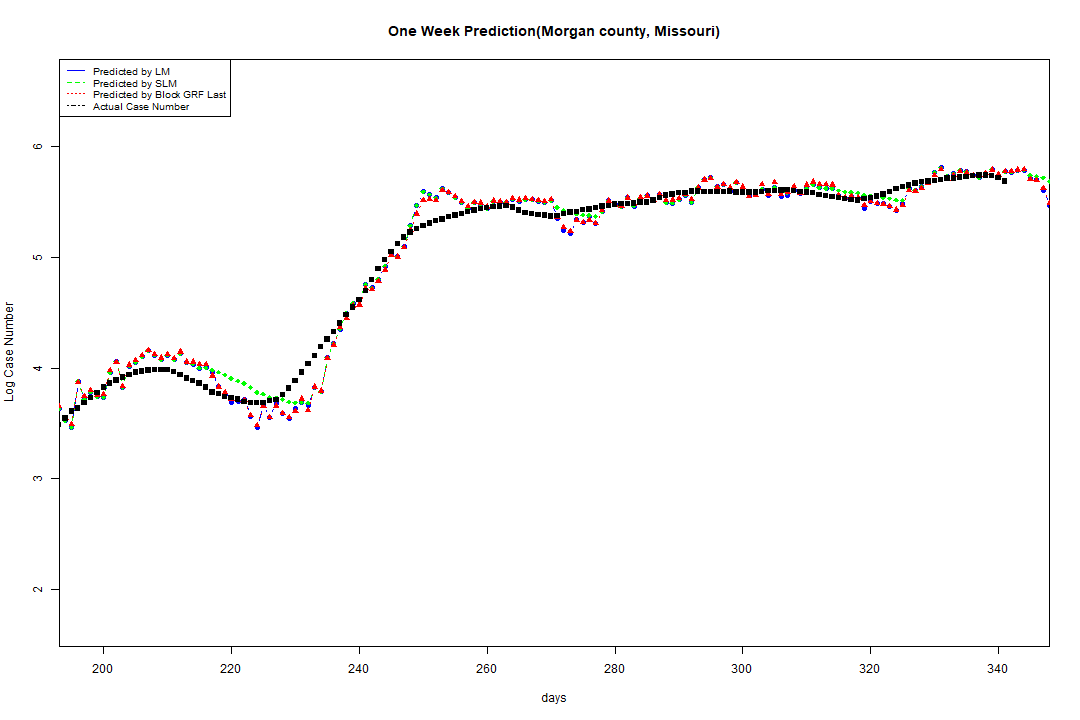 One Week Prediction(Morgan county, Missouri)
Predicted by LM
Predicted by SLM
Predicted by Block GRF Last
Actual Case Number
6
5
4
3
2
Log Case Number
200 220 240 260 280 300 320 340
days